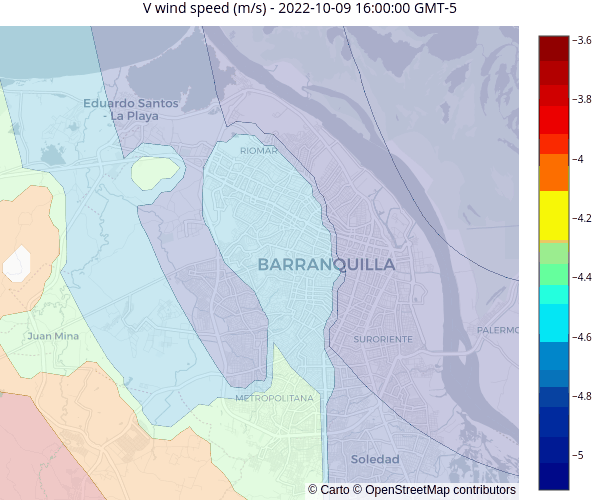 V wind speed (m/s) - 2022-10-09 16:00:00 GMT-5
−3.6
−3.8
−4
−4.2
−4.4
−4.6
−4.8
−5
Eduardo Santos
- La Playa
RIOMAR
BARRANQUILLA
PALERMO
Juan Mina
SURORIENTE
METROPOLITANA
Soledad
© Carto © OpenStreetMap contributors